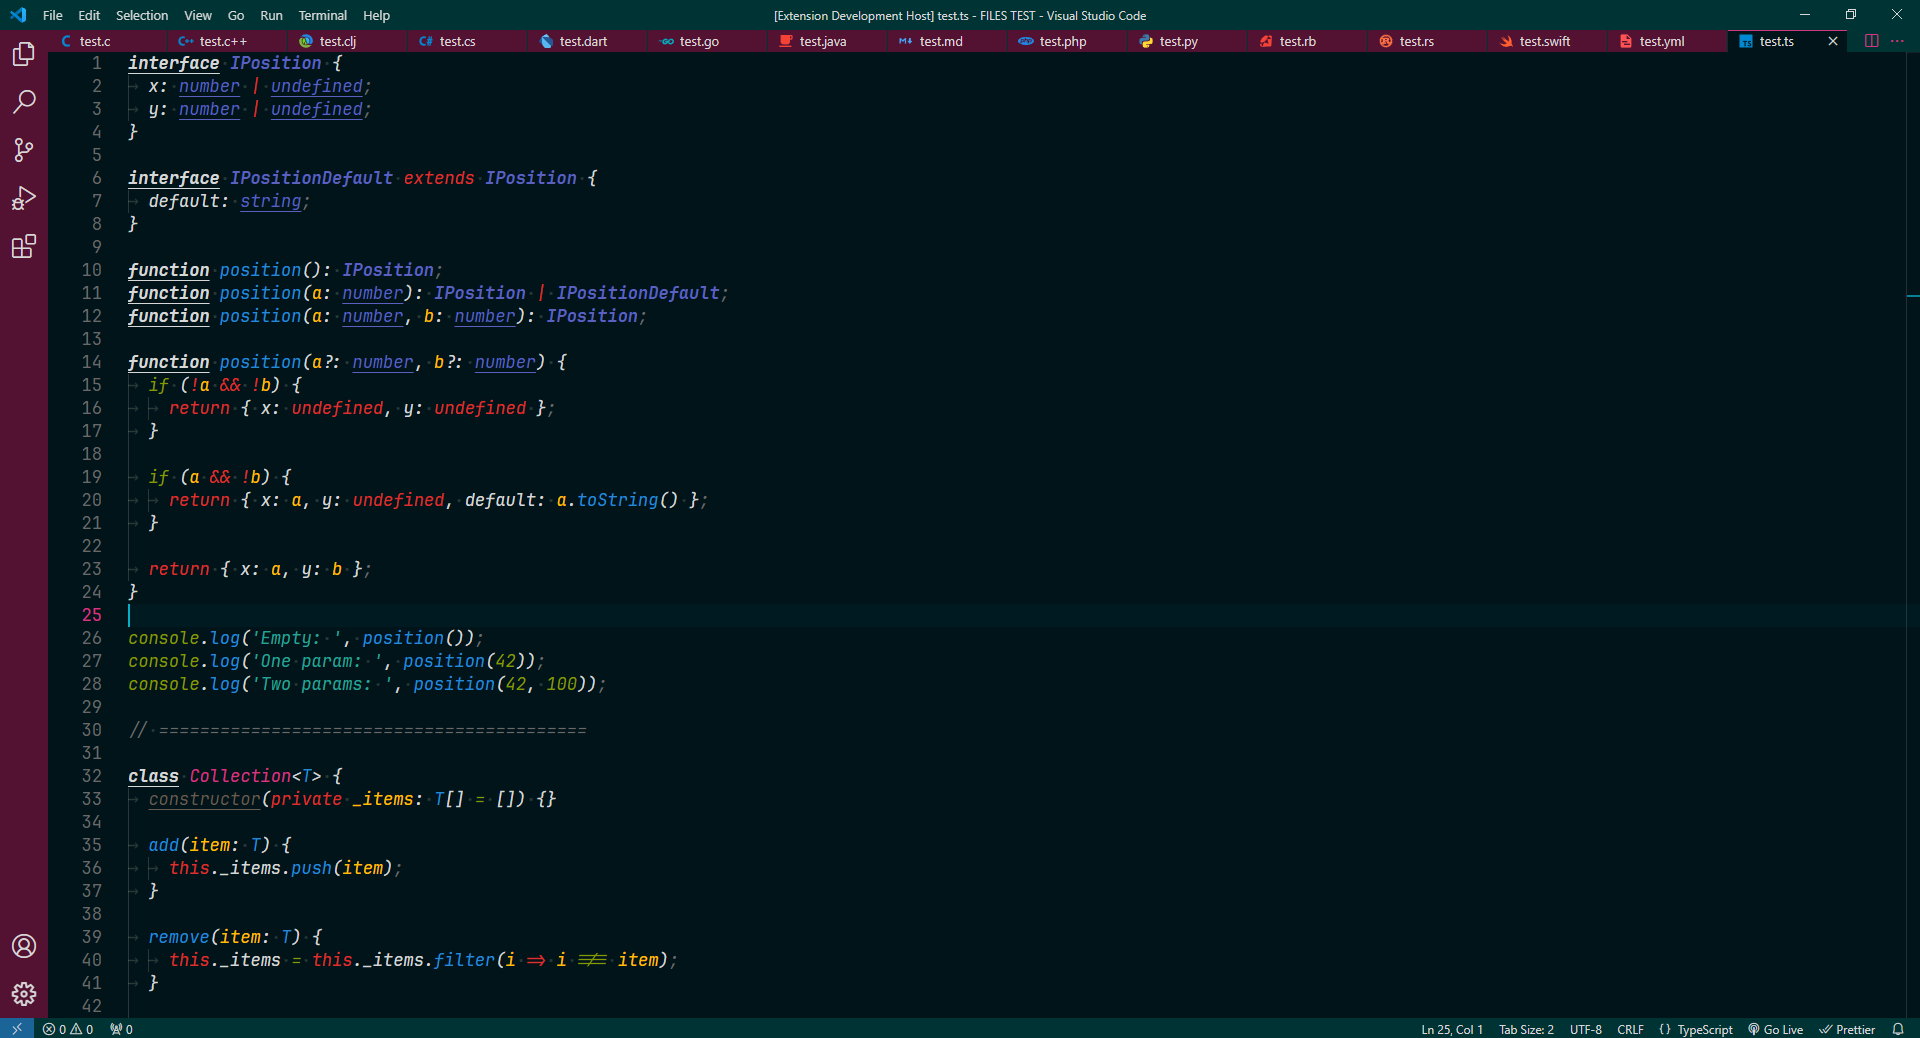 File Edit Selection View Go Run Terminal Help [Extension Development Host] test.ts - FILES TEST - Visual Studio Code
test.c test.c++ test.clj test.cs test.dart test.go test.java test.md test.php test.py test.rb test.rs test.swift test.yml test.ts
1 interface IPosition {
2 x: number | undefined;
3 y: number | undefined;
4 }
5
6 interface IPositionDefault extends IPosition {
7 default: string;
8 }
9
10 function position(): IPosition;
11 function position(a: number): IPosition | IPositionDefault;
12 function position(a: number, b: number): IPosition;
13
14 function position(a?: number, b?: number) {
15 if (!a && !b) {
16 return { x: undefined, y: undefined };
17 }
18
19 if (a && !b) {
20 return { x: a, y: undefined, default: a.toString() };
21 }
22
23 return { x: a, y: b };
24 }
25
26 console.log('Empty: ', position());
27 console.log('One param: ', position(42));
28 console.log('Two params: ', position(42, 100));
29
30 // ==========================================
31
32 class Collection<T> {
33 constructor(private _items: T[] = []) {}
34
35 add(item: T) {
36 this._items.push(item);
37 }
38
39 remove(item: T) {
40 this._items = this._items.filter(i => i !== item);
41 }
42
0 0 0 Ln 25, Col 1 Tab Size: 2 UTF-8 CRLF {} TypeScript Go Live Prettier